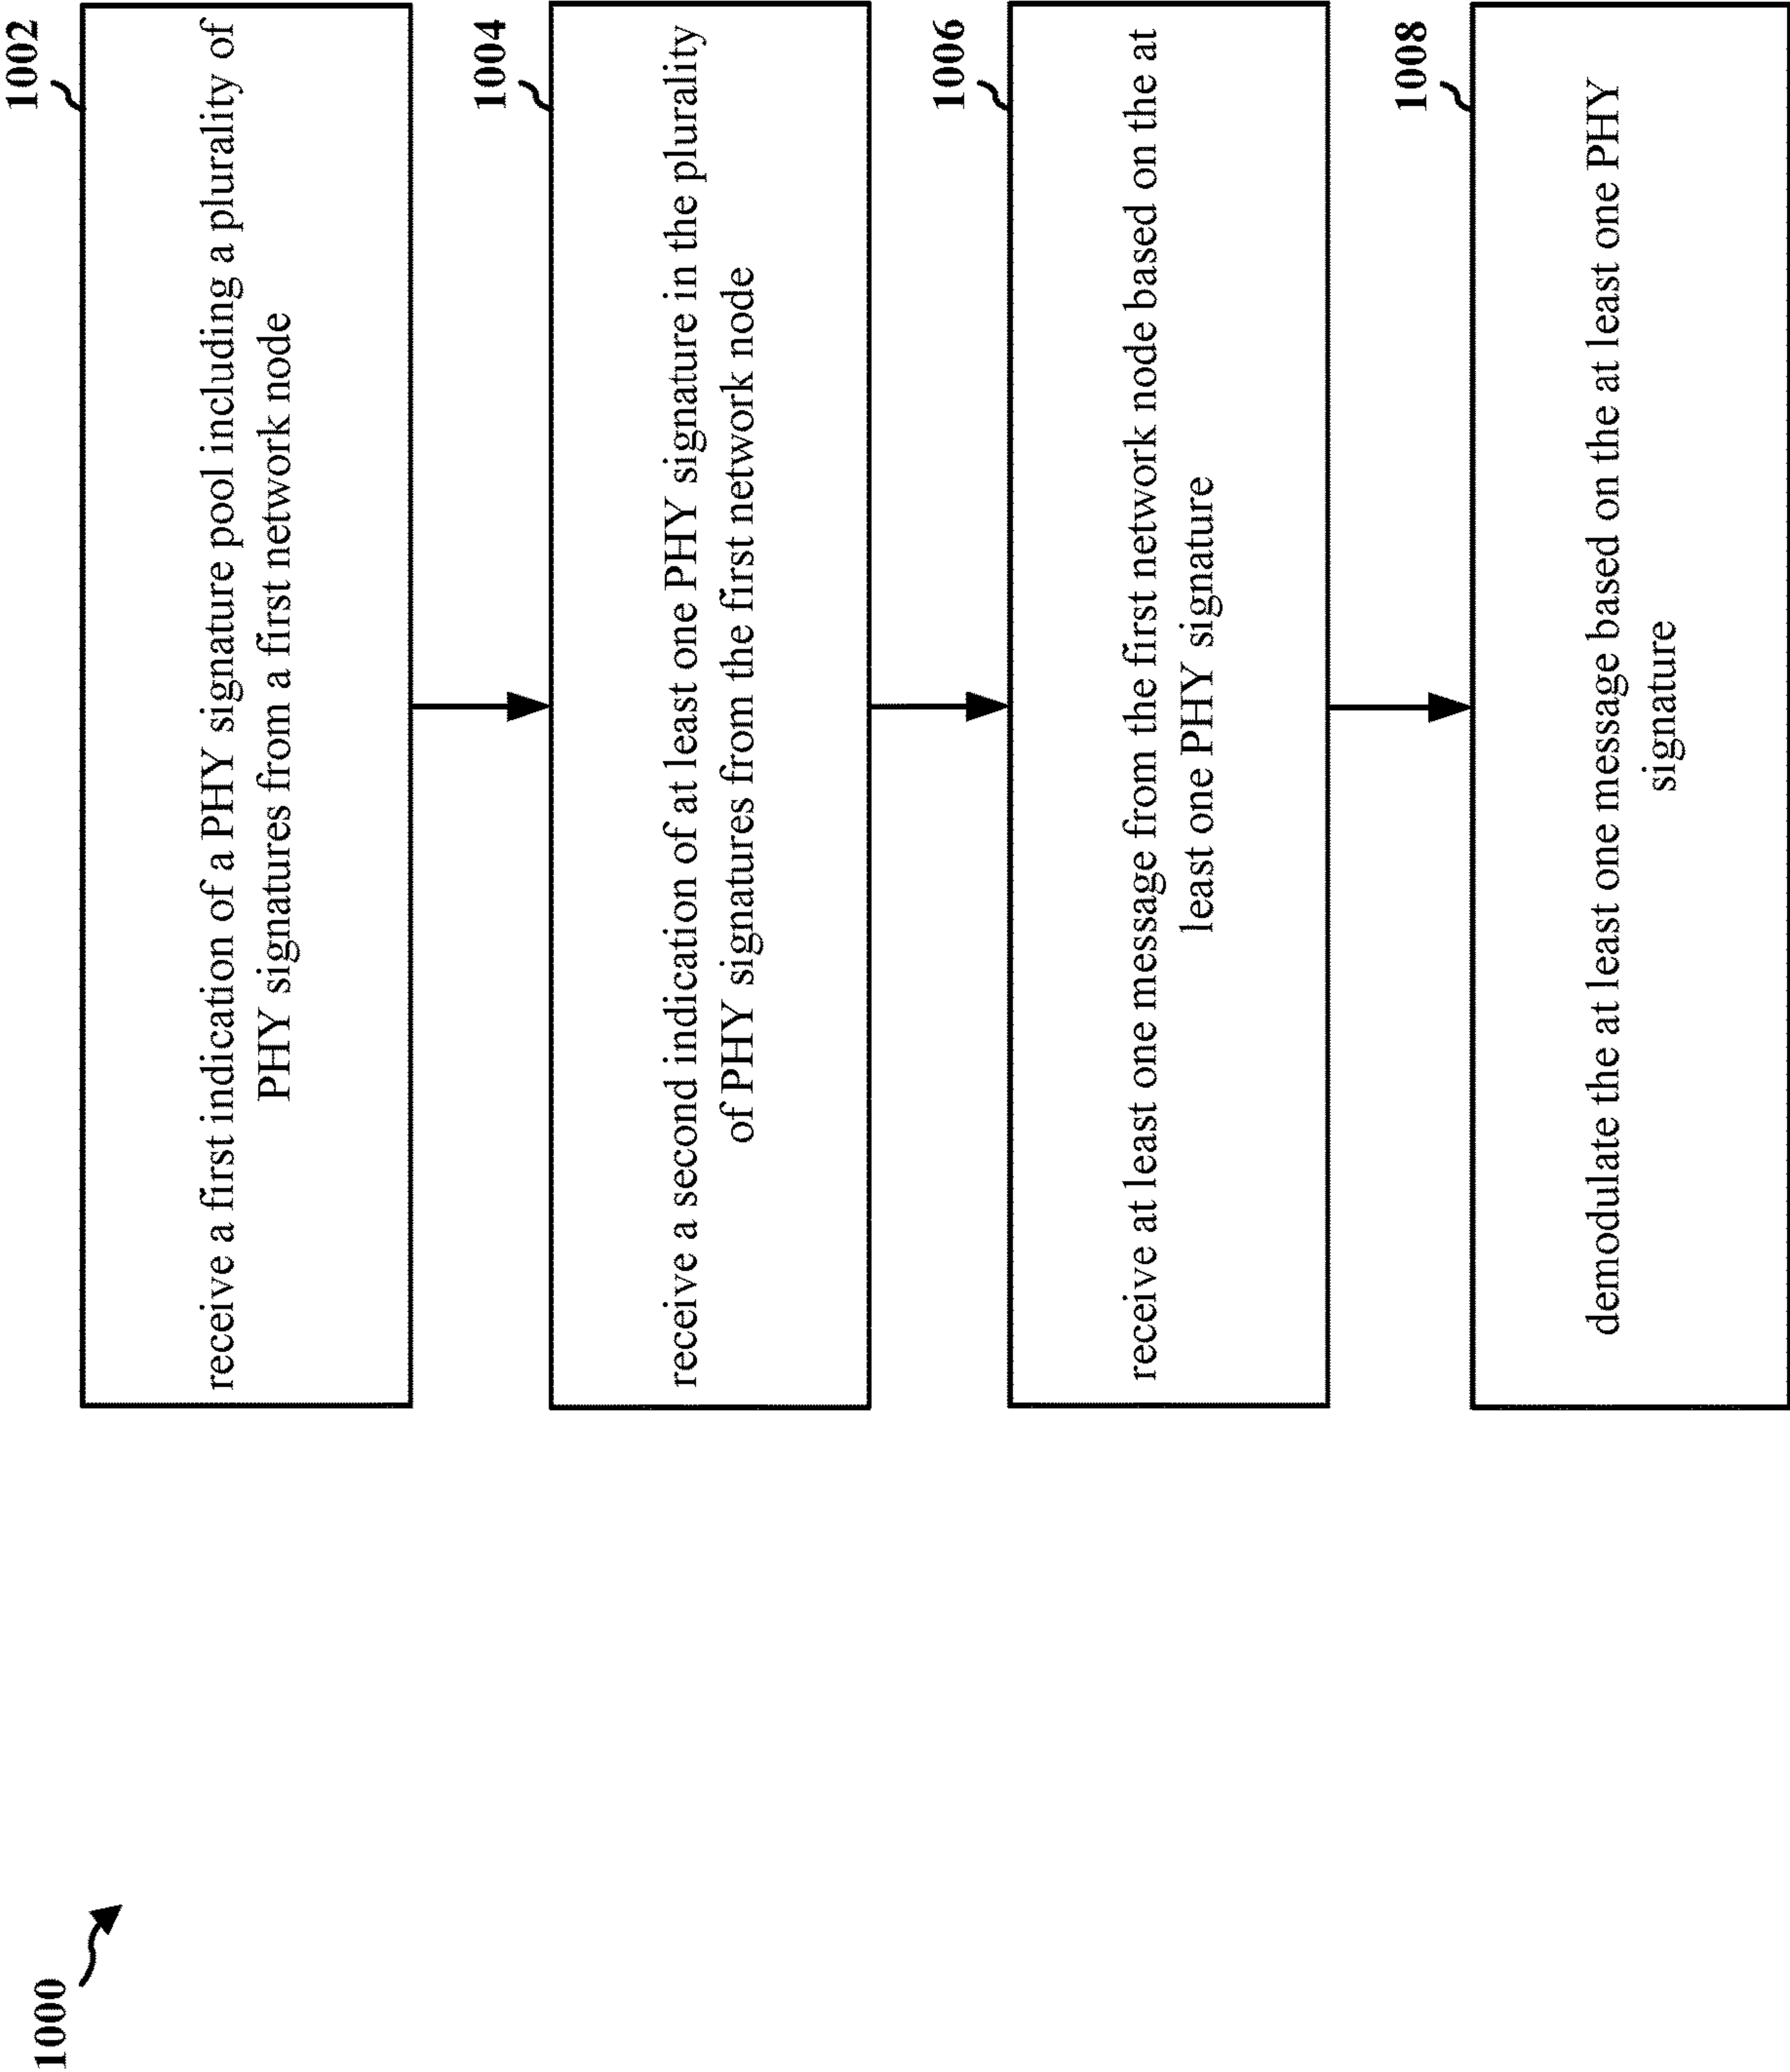 1000
1002
receive a first indication of a PHY signature pool including a plurality of
PHY signatures from a first network node
1004
receive a second indication of at least one PHY signature in the plurality
of PHY signatures from the first network node
1006
receive at least one message from the first network node based on the at
least one PHY signature
1008
demodulate the at least one message based on the at least one PHY
signature